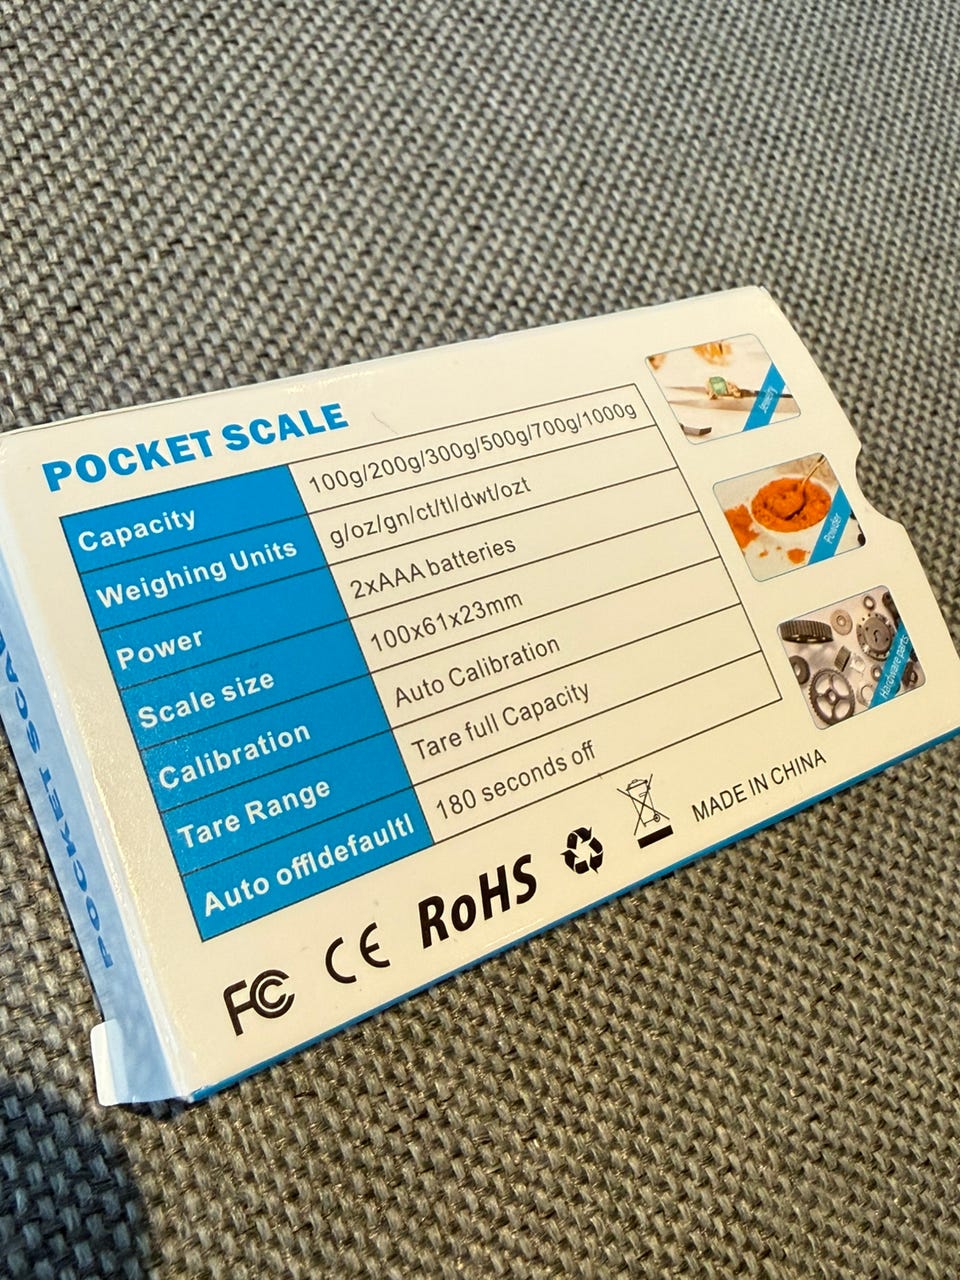 POCKET SCALE
Capacity 100g/200g/300g/500g/700g/1000g
Weighing Units g/oz/gn/ct/tl/dwt/ozt
Power 2xAAA batteries
Scale size 100x61x23mm
Calibration Auto Calibration
Tare Range Tare full Capacity
Auto offIdefaultI 180 seconds off
Jewelry
Powder
Hardware parts
FC CE RoHS
MADE IN CHINA
POCKET SCALE